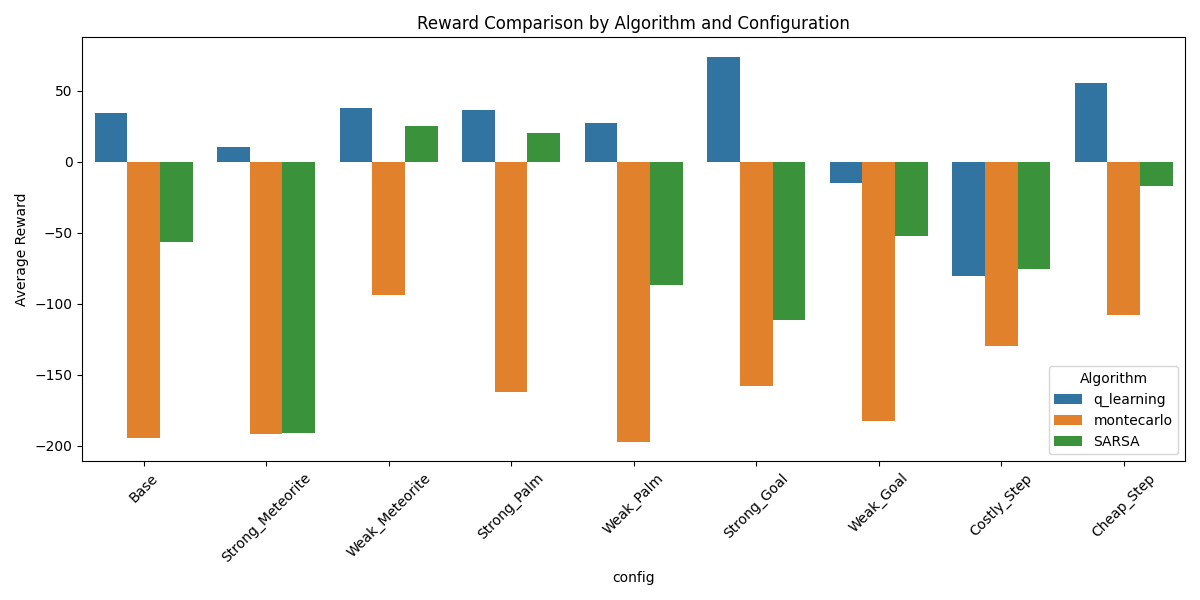 Reward Comparison by Algorithm and Configuration
Average Reward
50
0
−50
−100
−150
−200
Base
Strong_Meteorite
Weak_Meteorite
Strong_Palm
Weak_Palm
Strong_Goal
Weak_Goal
Costly_Step
Cheap_Step
config
Algorithm
q_learning
montecarlo
SARSA